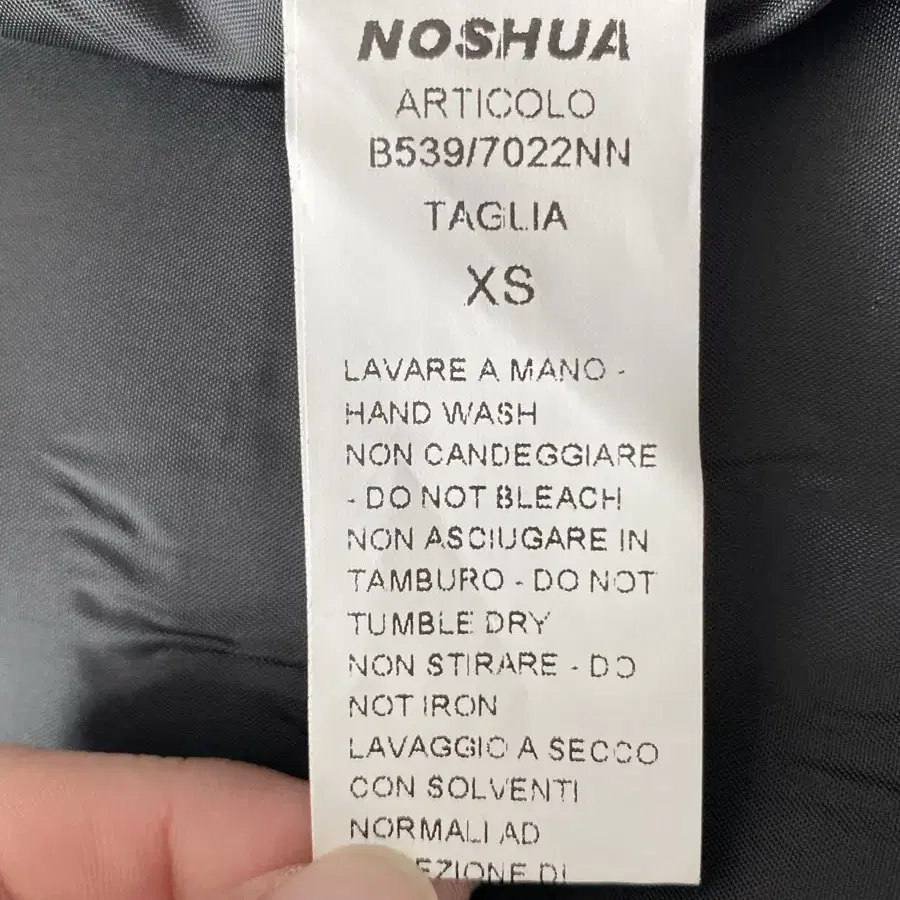 NOSHUA
ARTICOLO
B539/7022NN
TAGLIA
XS
LAVARE A MANO -
HAND WASH
NON CANDEGGIARE
- DO NOT BLEACH
NON ASCIUGARE IN
TAMBURO - DO NOT
TUMBLE DRY
NON STIRARE - DO
NOT IRON
LAVAGGIO A SECCO
CON SOLVENTI
NORMALI AD
DI